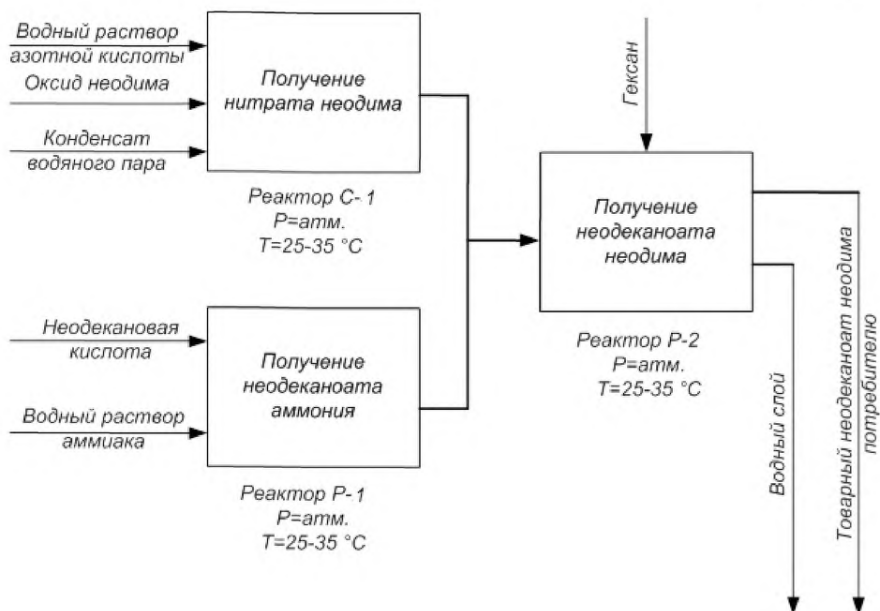 Водный раствор
азотной кислоты
Оксид неодима
Конденсат
водяного пара
Получение
нитрата неодима
Реактор С-1
Р=атм.
Т=25-35 °С
Неодекановая
кислота
Водный раствор
аммиака
Получение
неодеканоата
аммония
Реактор Р-1
Р=атм.
Т=25-35 °С
Гексан
Получение
неодеканоата
неодима
Реактор Р-2
Р=атм.
Т=25-35 °С
Водный слой
Товарный неодеканоат неодима
потребителю